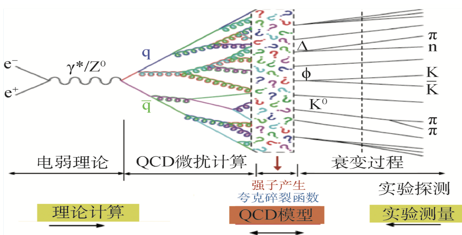 e⁻
e⁺
γ*/Z⁰
q
q̄
? ? ? ?
Δ
ϕ
K⁰
π
n
K
K̄
π
π
电弱理论
QCD微扰计算
强子产生
夸克碎裂函数
衰变过程
实验探测
理论计算
QCD模型
实验测量